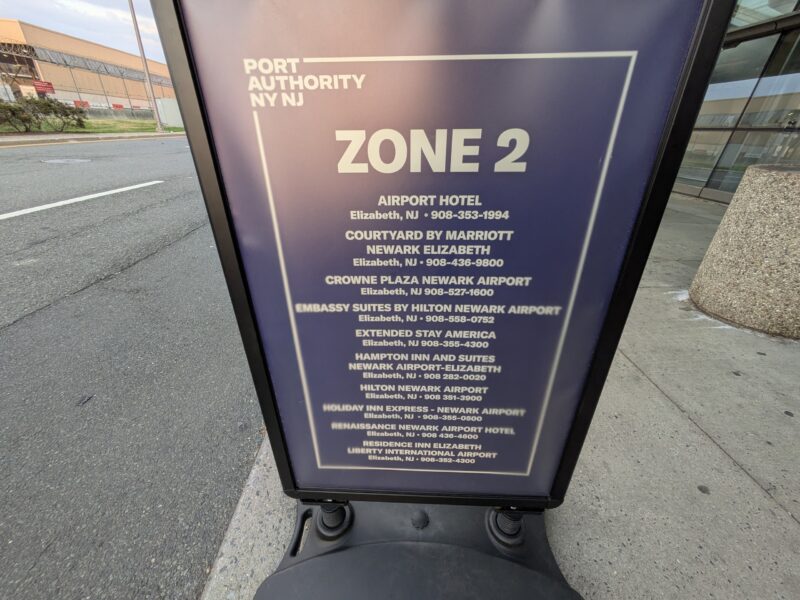 PORT
AUTHORITY
NY NJ
ZONE 2
AIRPORT HOTEL
Elizabeth, NJ • 908-353-1994
COURTYARD BY MARRIOTT
NEWARK ELIZABETH
Elizabeth, NJ • 908-436-9800
CROWNE PLAZA NEWARK AIRPORT
Elizabeth, NJ 908-527-1600
EMBASSY SUITES BY HILTON NEWARK AIRPORT
Elizabeth, NJ • 908-558-0752
EXTENDED STAY AMERICA
Elizabeth, NJ 908-355-4300
HAMPTON INN AND SUITES
NEWARK AIRPORT-ELIZABETH
Elizabeth, NJ • 908 282-0020
HILTON NEWARK AIRPORT
Elizabeth, NJ • 908 351-3900
HOLIDAY INN EXPRESS - NEWARK AIRPORT
Elizabeth, NJ - 908-355-0500
RENAISSANCE NEWARK AIRPORT HOTEL
Elizabeth, NJ • 908 436-4600
RESIDENCE INN ELIZABETH
LIBERTY INTERNATIONAL AIRPORT
Elizabeth, NJ • 908-352-4300